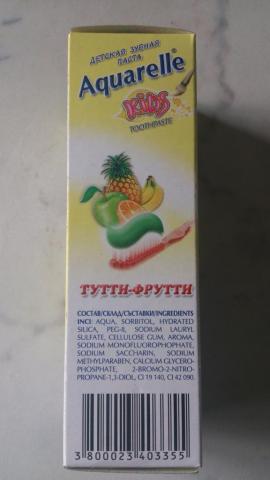 ДЕТСКАЯ ЗУБНАЯ
ПАСТА
Aquarelle®
Kids
TOOTHPASTE
ТУТТИ-ФРУТТИ
СОСТАВ/СКЛАД/СЪСТАВКИ/INGREDIENTS
INCI: AQUA, SORBITOL, HYDRATED
SILICA, PEG-8, SODIUM LAURYL
SULFATE, CELLULOSE GUM, AROMA,
SODIUM MONOFLUOROPHOPHATE,
SODIUM SACCHARIN, SODIUM
METHYLPARABEN, CALCIUM GLYCERO-
PHOSPHATE, 2-BROMO-2-NITRO-
PROPANE-1,3-DIOL, CI 19 140, CI 42 090.
3 800023 403355